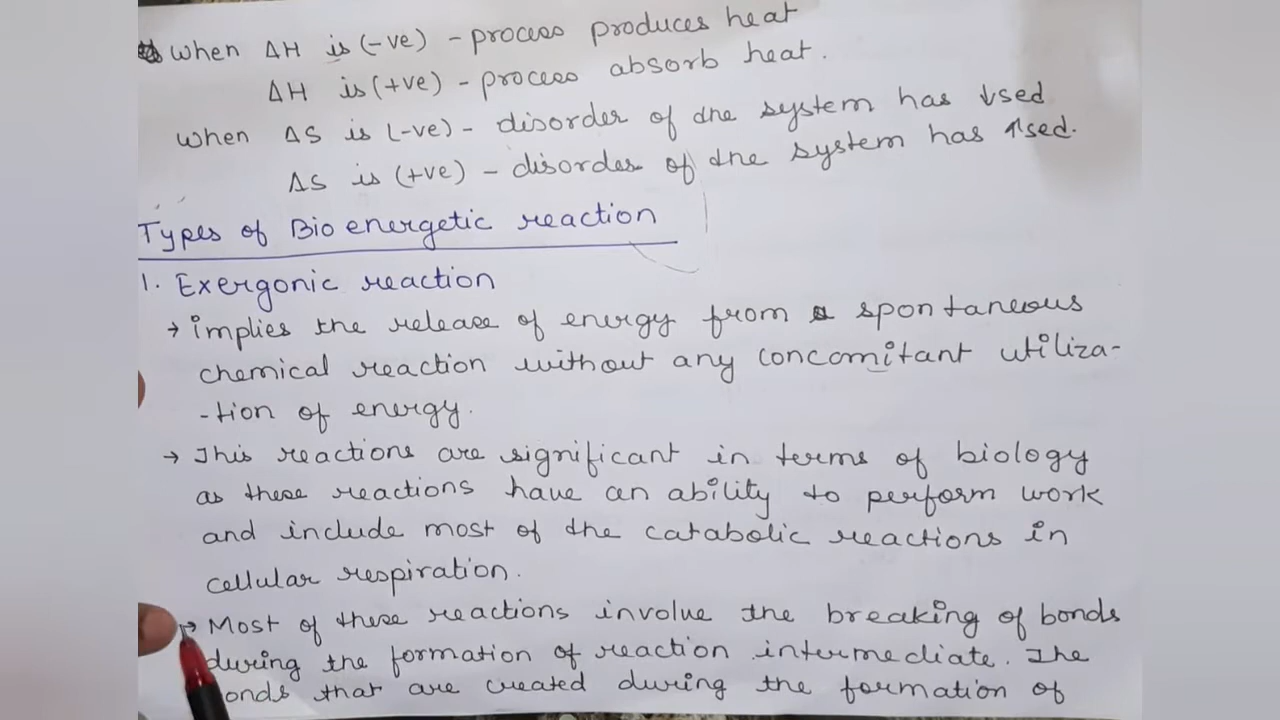 When ΔH is (-ve) - process produces heat
ΔH is (+ve) - process absorb heat.
When ΔS is (-ve) - disorder of the system has ↓sed
ΔS is (+ve) - disorder of the system has ↑sed.
Types of Bio energetic reaction
1. Exergonic reaction
→ implies the release of energy from spontaneous
chemical reaction without any concomitant utiliza-
-tion of energy.
→ This reactions are significant in terms of biology
as these reactions have an ability to perform work
and include most of the catabolic reactions in
cellular respiration.
→ Most of these reactions involve the breaking of bonds
during the formation of reaction intermediate. The
bonds that are created during the formation of